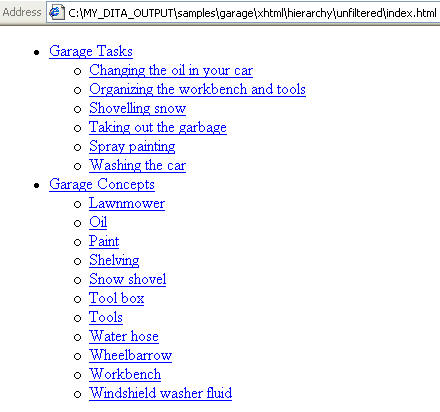 Address C:\MY_DITA_OUTPUT\samples\garage\xhtml\hierarchy\unfiltered\index.html
Garage Tasks
Changing the oil in your car
Organizing the workbench and tools
Shovelling snow
Taking out the garbage
Spray painting
Washing the car
Garage Concepts
Lawnmower
Oil
Paint
Shelving
Snow shovel
Tool box
Tools
Water hose
Wheelbarrow
Workbench
Windshield washer fluid